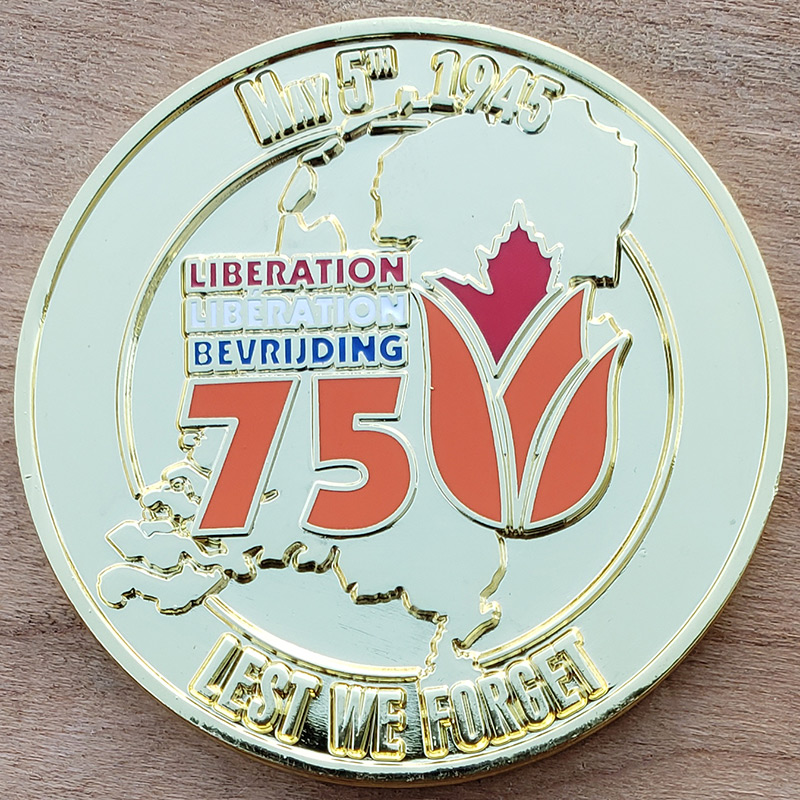 MAY 5TH, 1945
LIBERATION
LIBÉRATION
BEVRIJDING
75
LEST WE FORGET